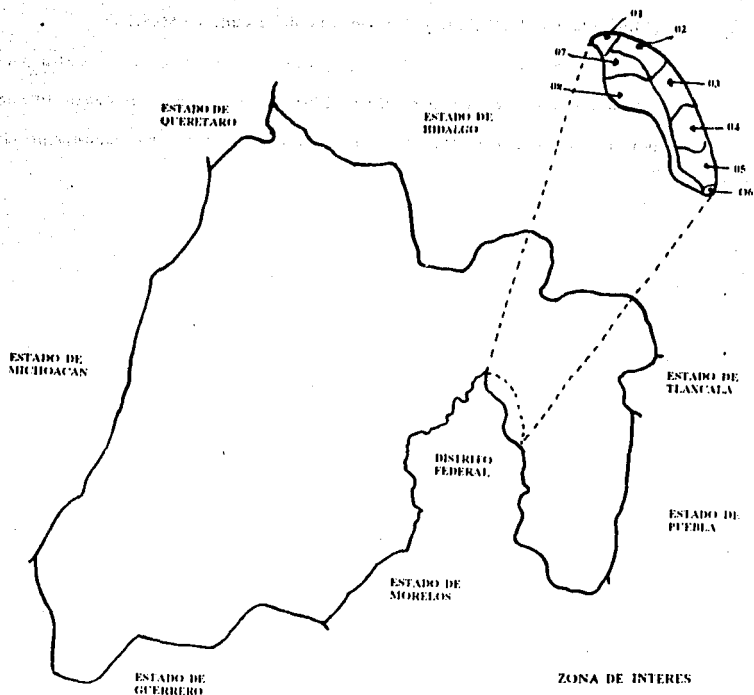 01
02
07
03
08
04
05
06
ESTADO DE
QUERETARO
ESTADO DE
HIDALGO
ESTADO DE
MICHOACAN
ESTADO DE
TLAXCALA
DISTRITO
FEDERAL
ESTADO DE
PUEBLA
ESTADO DE
MORELOS
ESTADO DE
GUERRERO
ZONA DE INTERES